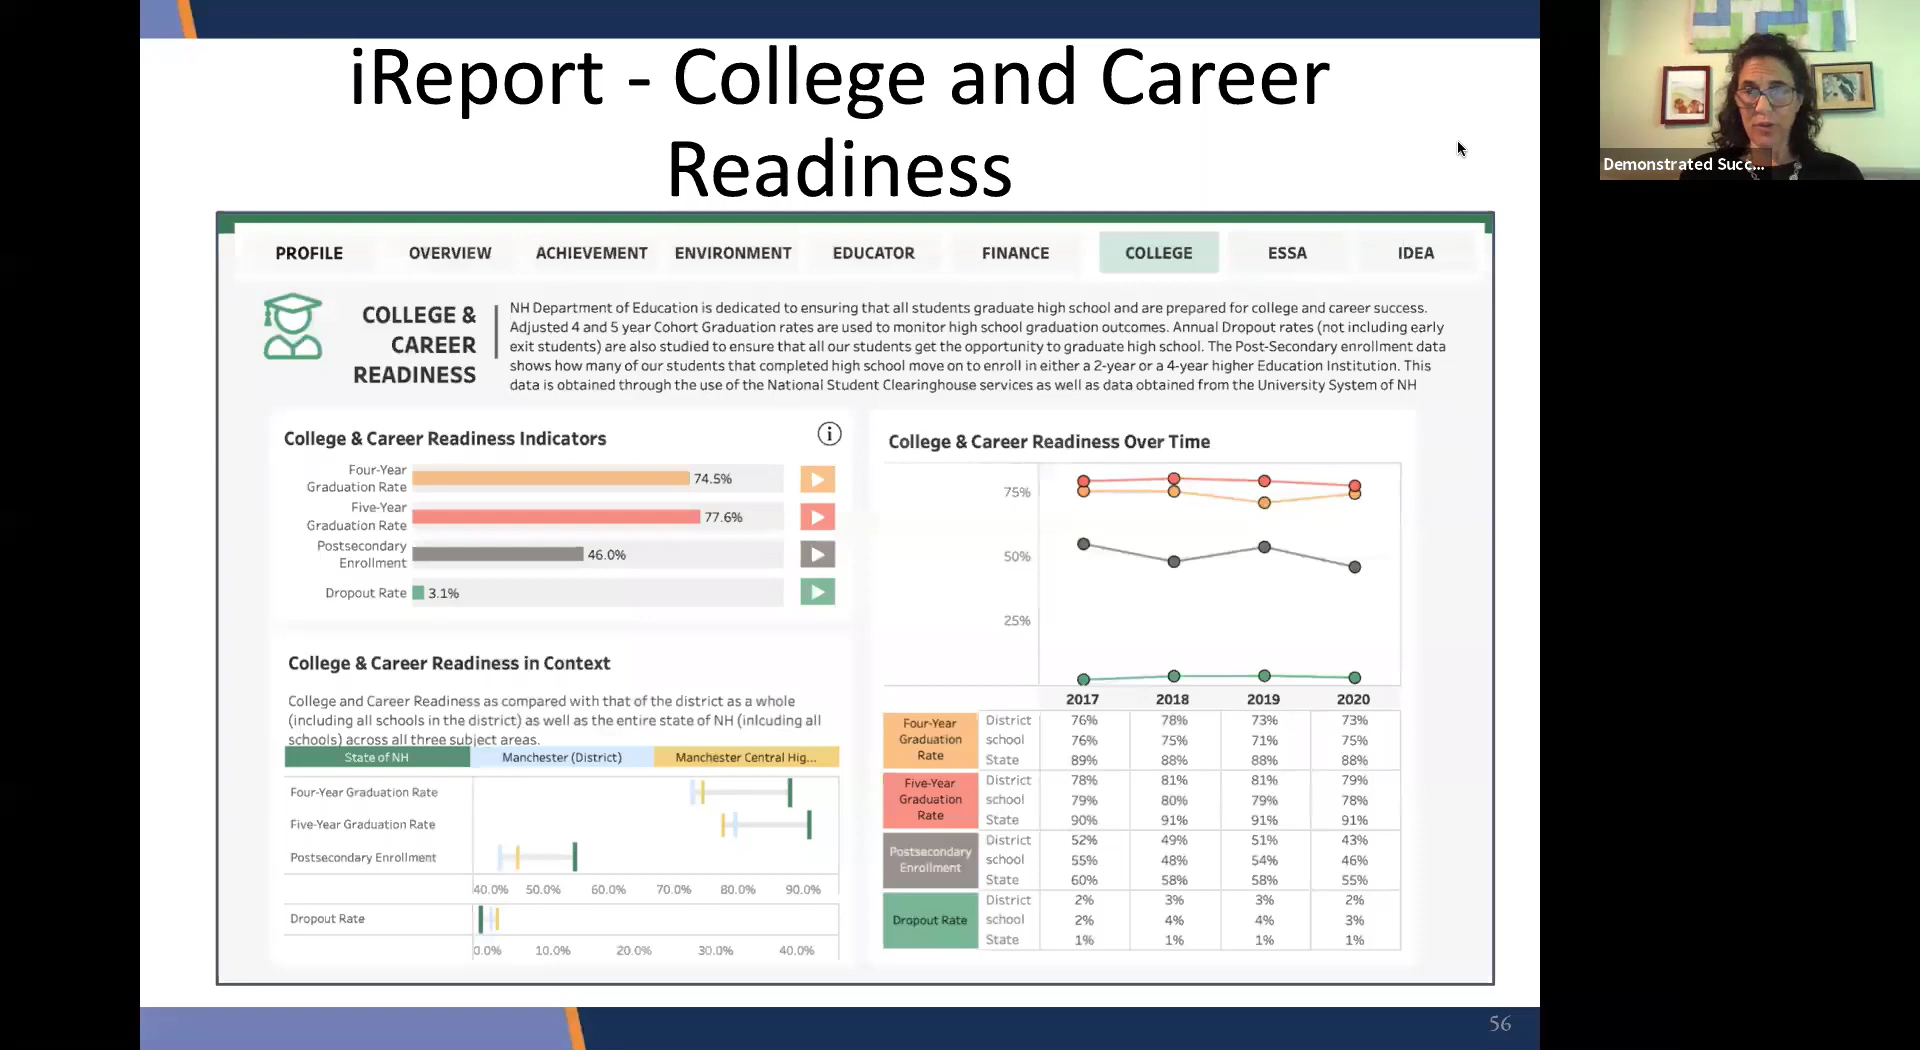 iReport - College and Career
Readiness
Demonstrated Succ...
PROFILE OVERVIEW ACHIEVEMENT ENVIRONMENT EDUCATOR FINANCE COLLEGE ESSA IDEA
COLLEGE &
CAREER
READINESS
NH Department of Education is dedicated to ensuring that all students graduate high school and are prepared for college and career success.
Adjusted 4 and 5 year Cohort Graduation rates are used to monitor high school graduation outcomes. Annual Dropout rates (not including early
exit students) are also studied to ensure that all our students get the opportunity to graduate high school. The Post-Secondary enrollment data
shows how many of our students that completed high school move on to enroll in either a 2-year or a 4-year higher Education Institution. This
data is obtained through the use of the National Student Clearinghouse services as well as data obtained from the University System of NH
College & Career Readiness Indicators
Four-Year
Graduation Rate 74.5%
Five-Year
Graduation Rate 77.6%
Postsecondary
Enrollment 46.0%
Dropout Rate 3.1%
College & Career Readiness in Context
College and Career Readiness as compared with that of the district as a whole
(including all schools in the district) as well as the entire state of NH (inlcuding all
schools) across all three subject areas.
State of NH Manchester (District) Manchester Central Hig...
Four-Year Graduation Rate
Five-Year Graduation Rate
Postsecondary Enrollment
40.0% 50.0% 60.0% 70.0% 80.0% 90.0%
Dropout Rate
0.0% 10.0% 20.0% 30.0% 40.0%
College & Career Readiness Over Time
75%
50%
25%
2017 2018 2019 2020
Four-Year
Graduation
Rate
District 76% 78% 73% 73%
school 76% 75% 71% 75%
State 89% 88% 88% 88%
Five-Year
Graduation
Rate
District 78% 81% 81% 79%
school 79% 80% 79% 78%
State 90% 91% 91% 91%
Postsecondary
Enrollment
District 52% 49% 51% 43%
school 55% 48% 54% 46%
State 60% 58% 58% 55%
Dropout Rate
District 2% 3% 3% 2%
school 2% 4% 4% 3%
State 1% 1% 1% 1%
56